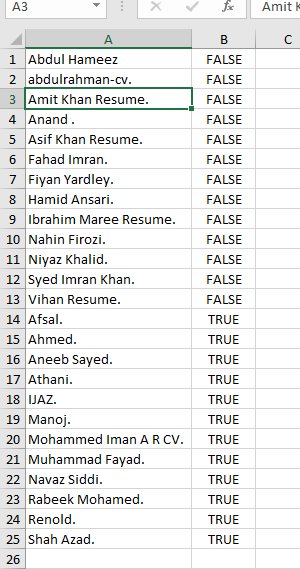 A3 fx Amit K
A B C
1 Abdul Hameez FALSE
2 abdulrahman-cv. FALSE
3 Amit Khan Resume. FALSE
4 Anand . FALSE
5 Asif Khan Resume. FALSE
6 Fahad Imran. FALSE
7 Fiyan Yardley. FALSE
8 Hamid Ansari. FALSE
9 Ibrahim Maree Resume. FALSE
10 Nahin Firozi. FALSE
11 Niyaz Khalid. FALSE
12 Syed Imran Khan. FALSE
13 Vihan Resume. FALSE
14 Afsal. TRUE
15 Ahmed. TRUE
16 Aneeb Sayed. TRUE
17 Athani. TRUE
18 IJAZ. TRUE
19 Manoj. TRUE
20 Mohammed Iman A R CV. TRUE
21 Muhammad Fayad. TRUE
22 Navaz Siddi. TRUE
23 Rabeek Mohamed. TRUE
24 Renold. TRUE
25 Shah Azad. TRUE
26